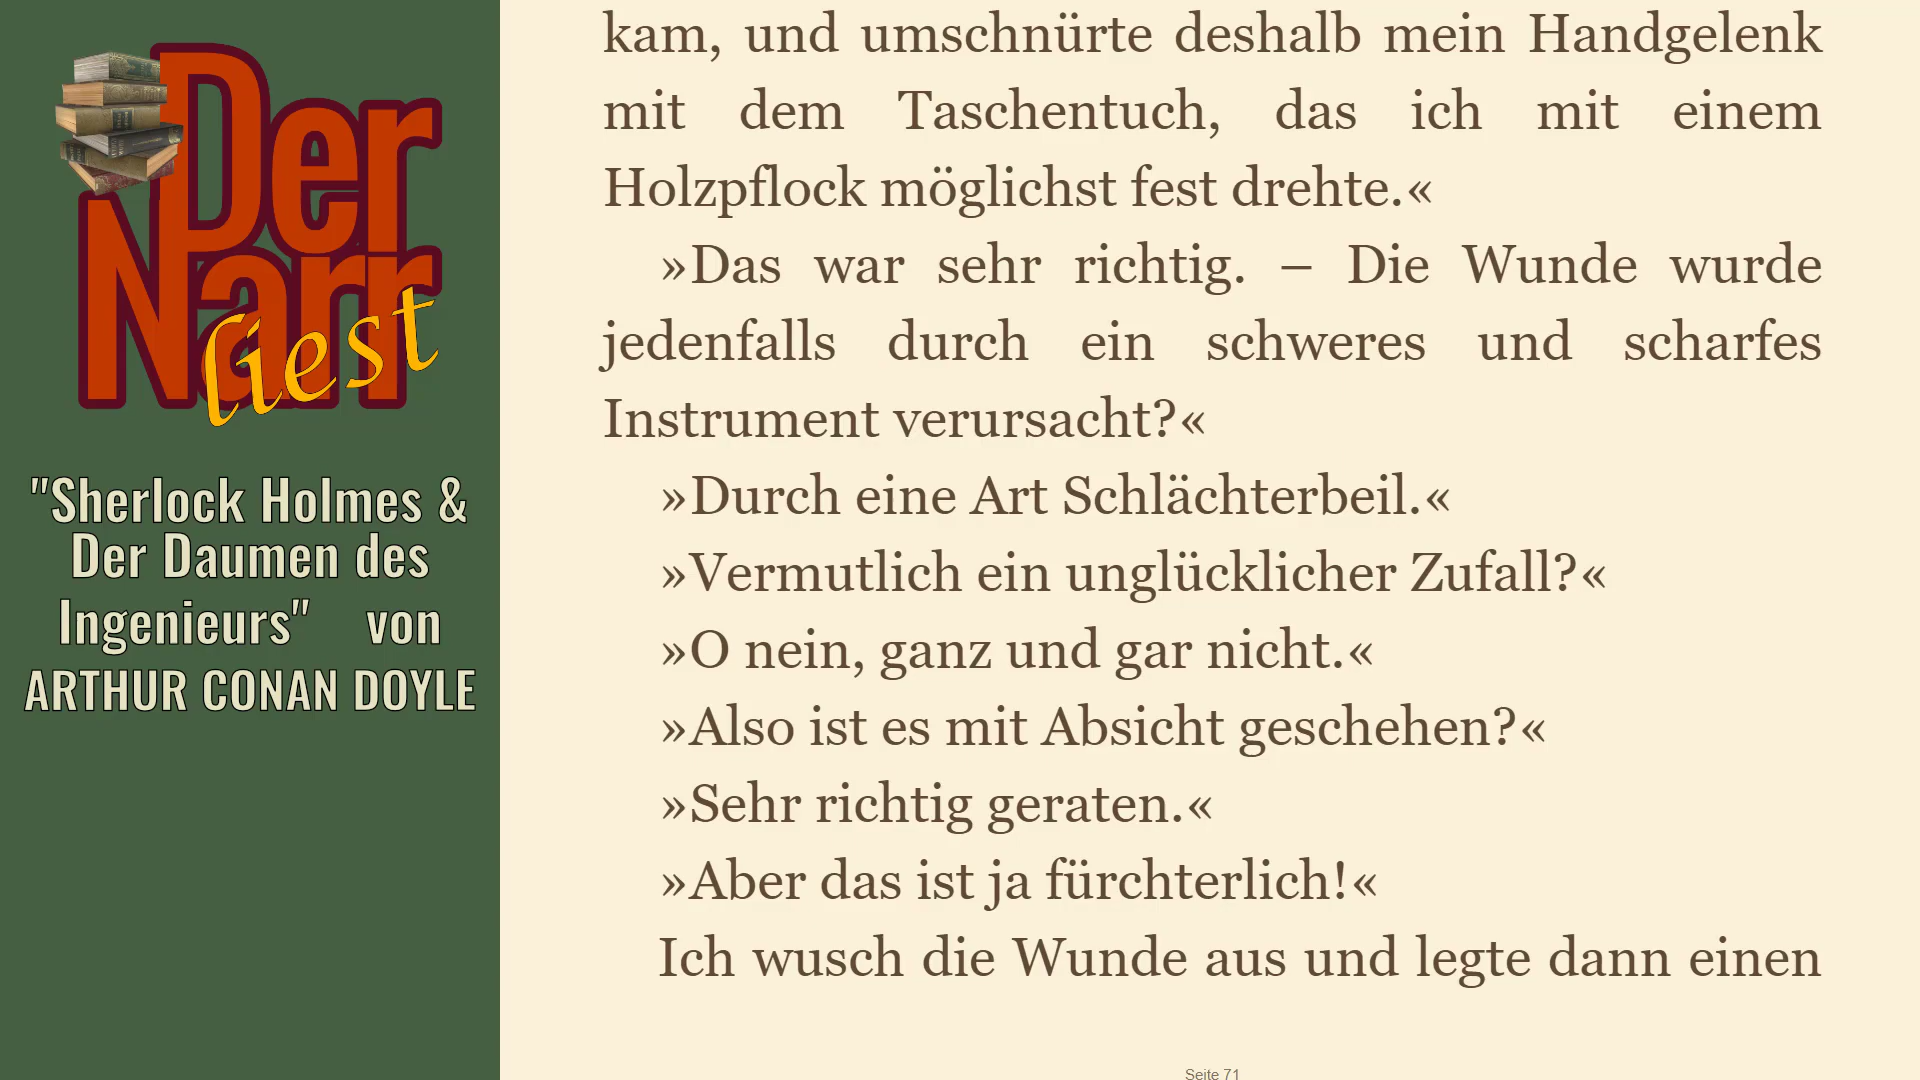 Der
Narr
liest
"Sherlock Holmes &
Der Daumen des
Ingenieurs" von
ARTHUR CONAN DOYLE
kam, und umschnürte deshalb mein Handgelenk
mit dem Taschentuch, das ich mit einem
Holzpflock möglichst fest drehte.«
»Das war sehr richtig. – Die Wunde wurde
jedenfalls durch ein schweres und scharfes
Instrument verursacht?«
»Durch eine Art Schlächterbeil.«
»Vermutlich ein unglücklicher Zufall?«
»O nein, ganz und gar nicht.«
»Also ist es mit Absicht geschehen?«
»Sehr richtig geraten.«
»Aber das ist ja fürchterlich!«
Ich wusch die Wunde aus und legte dann einen
Seite 71